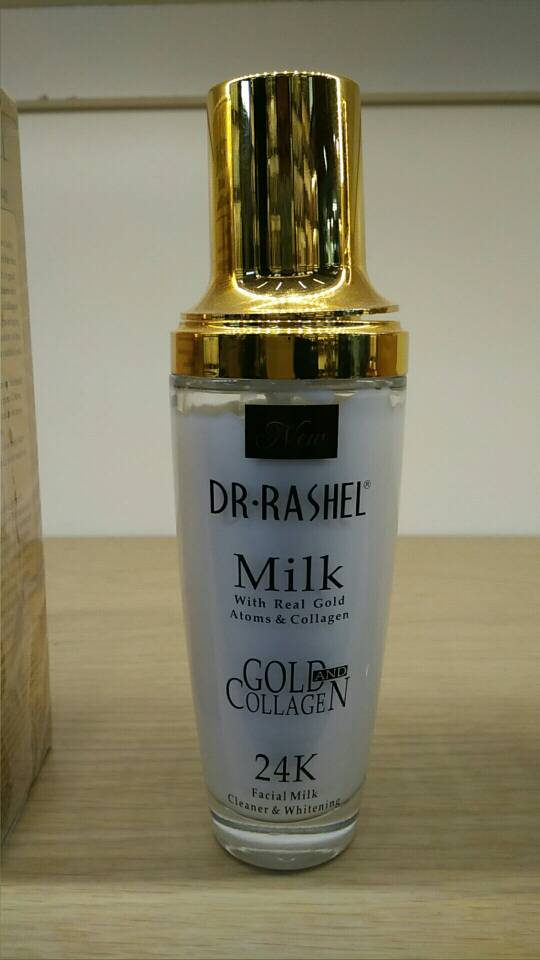 New
DR·RASHEL®
Milk
With Real Gold
Atoms & Collagen
GOLD AND
COLLAGEN
24K
Facial Milk
Cleaner & Whitening